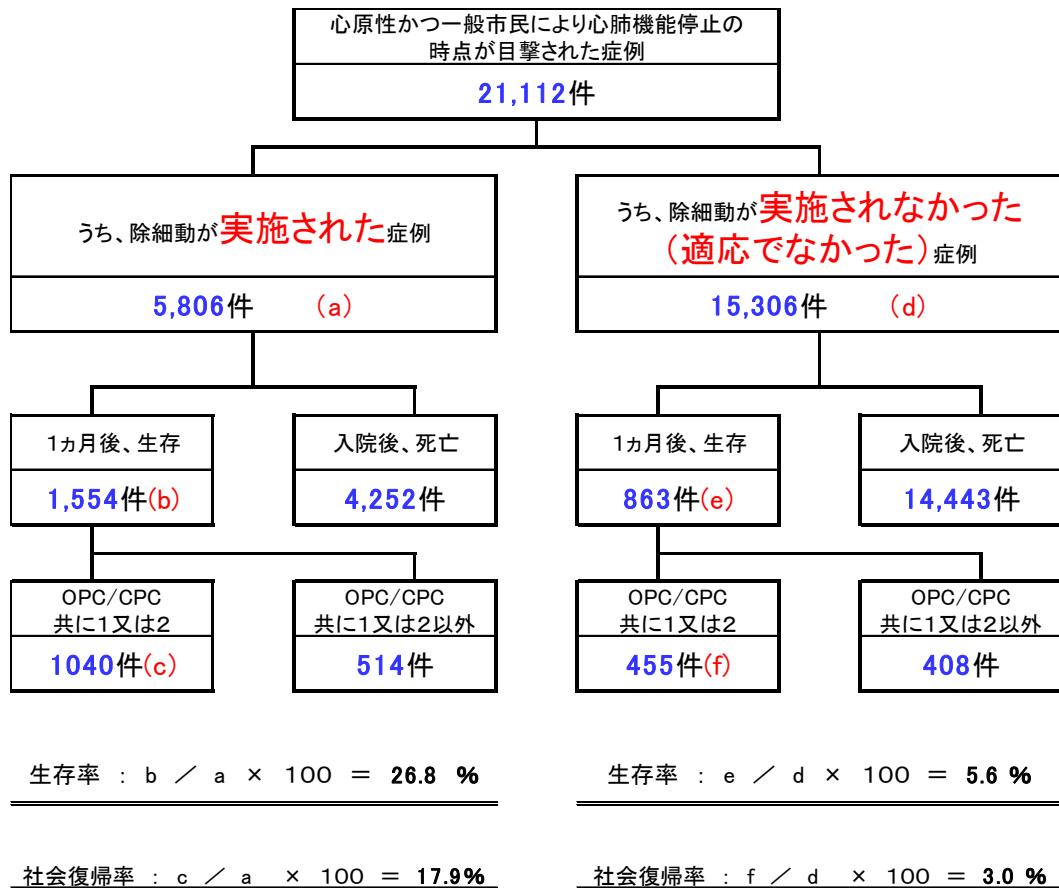 心原性かつ一般市民により心肺機能停止の
時点が目撃された症例
21,112件
うち、除細動が実施された症例
5,806件 (a)
うち、除細動が実施されなかった
(適応でなかった)症例
15,306件 (d)
1ヵ月後、生存
1,554件(b)
入院後、死亡
4,252件
1ヵ月後、生存
863件(e)
入院後、死亡
14,443件
OPC/CPC
共に1又は2
1040件(c)
OPC/CPC
共に1又は2以外
514件
OPC/CPC
共に1又は2
455件(f)
OPC/CPC
共に1又は2以外
408件
生存率 : b / a × 100 = 26.8 %
生存率 : e / d × 100 = 5.6 %
社会復帰率 : c / a × 100 = 17.9%
社会復帰率 : f / d × 100 = 3.0 %